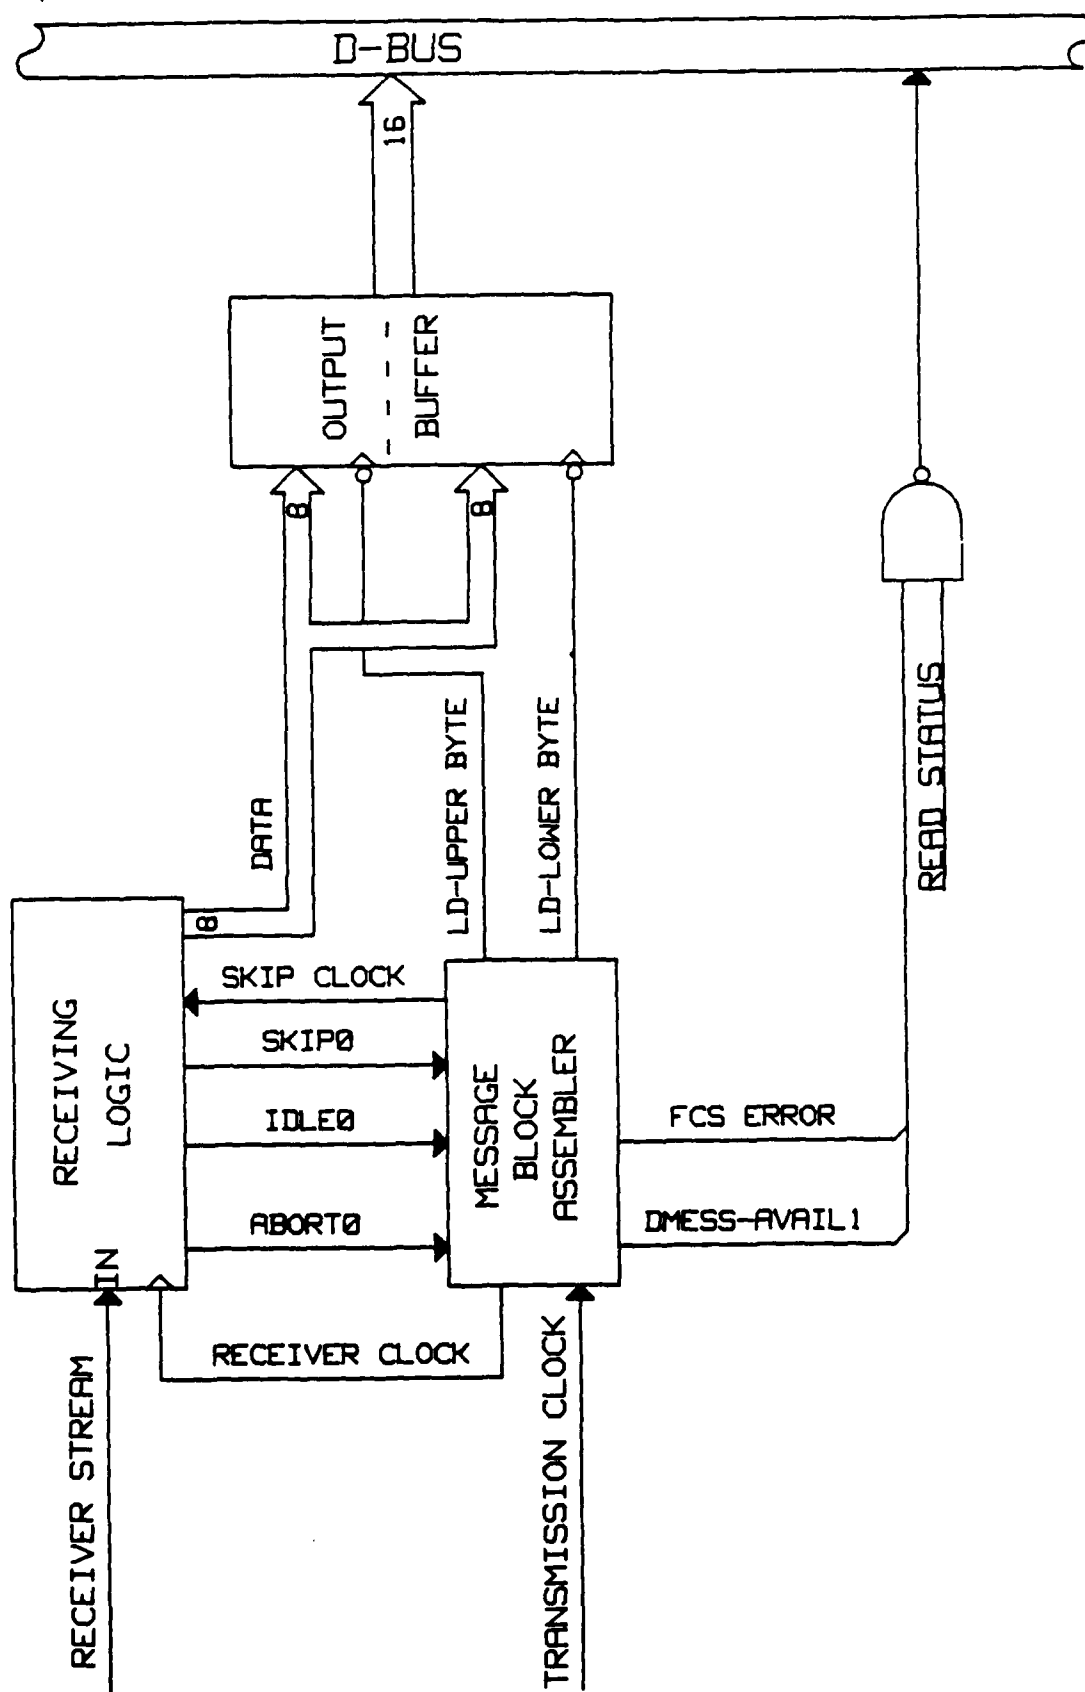 D-BUS
16
OUTPUT
BUFFER
8
8
DATA
LD-UPPER BYTE
LD-LOWER BYTE
READ STATUS
8
SKIP CLOCK
SKIP0
IDLE0
ABORT0
RECEIVING
LOGIC
IN
MESSAGE
BLOCK
ASSEMBLER
FCS ERROR
DMESS-AVAIL1
RECEIVER CLOCK
RECEIVER STREAM
TRANSMISSION CLOCK